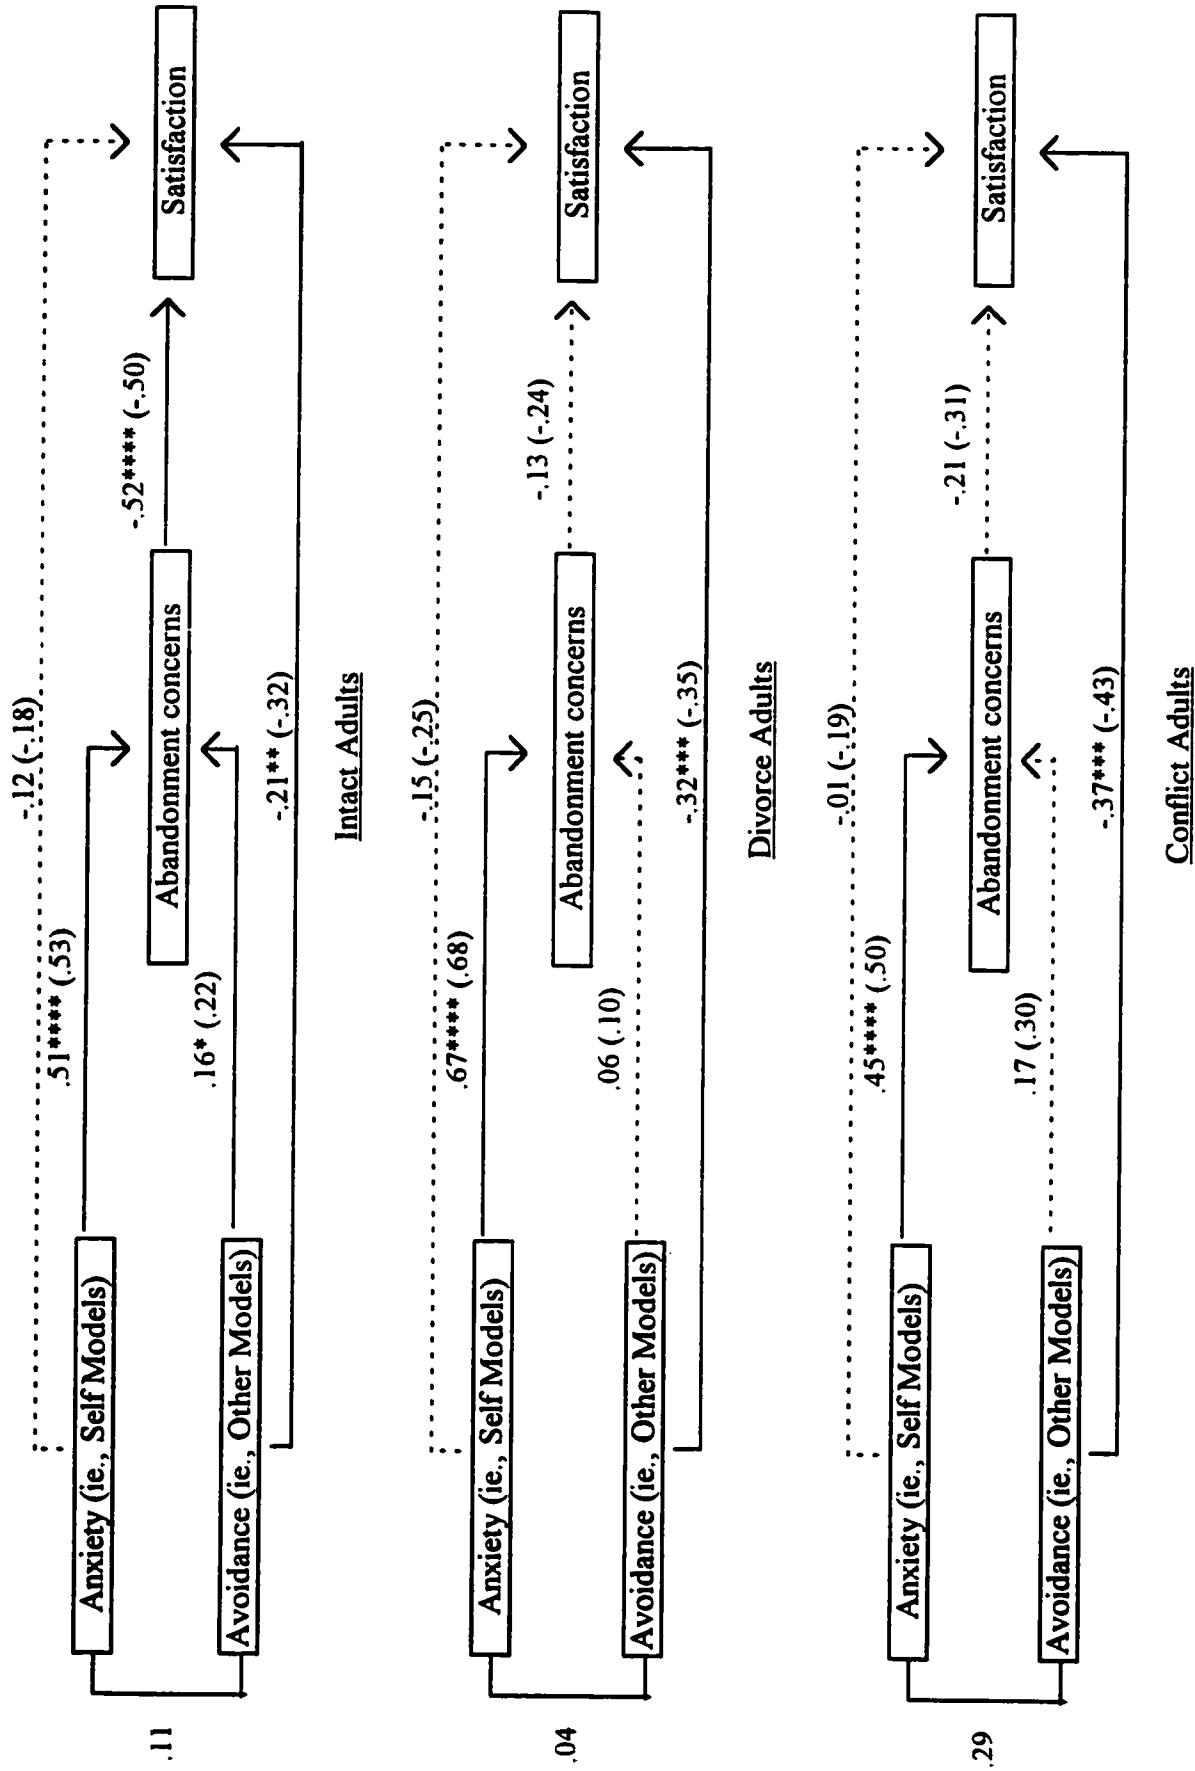 -.12 (-.18)
.51**** (.53)
Anxiety (ie., Self Models)
-.52**** (-.50)
.11
Abandonment concerns
Satisfaction
.16* (.22)
Avoidance (ie., Other Models)
-.21** (-.32)
Intact Adults
-.15 (-.25)
.67**** (.68)
Anxiety (ie., Self Models)
-.13 (-.24)
.04
Abandonment concerns
Satisfaction
.06 (.10)
Avoidance (ie., Other Models)
-.32*** (-.35)
Divorce Adults
-.01 (-.19)
.45**** (.50)
Anxiety (ie., Self Models)
-.21 (-.31)
.29
Abandonment concerns
Satisfaction
.17 (.30)
Avoidance (ie., Other Models)
-.37*** (-.43)
Conflict Adults